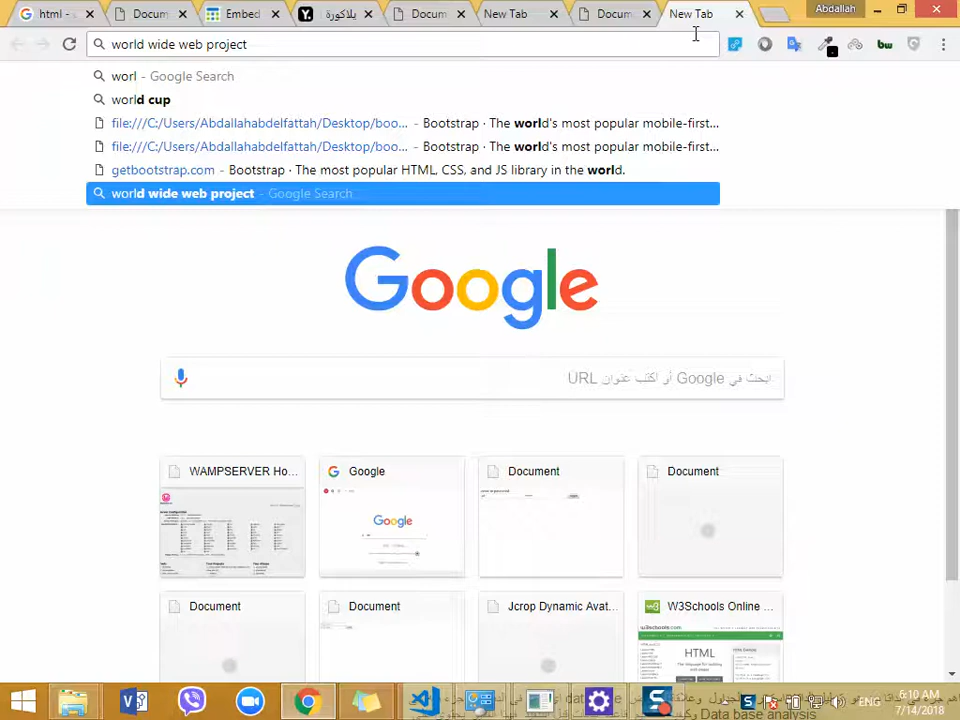 html - s
Docum
Embed
يلاكورة
Docum
New Tab
Docum
New Tab
Abdallah
world wide web project
worl - Google Search
world cup
file:///C:/Users/Abdallahabdelfattah/Desktop/boo... - Bootstrap · The world's most popular mobile-first...
file:///C:/Users/Abdallahabdelfattah/Desktop/boo... - Bootstrap · The world's most popular mobile-first...
getbootstrap.com - Bootstrap · The most popular HTML, CSS, and JS library in the world.
world wide web project - Google Search
Google
ابحث في Google أو اكتب عنوان URL
WAMPSERVER Ho...
Google
Document
Document
Document
Document
Jcrop Dynamic Avat...
W3Schools Online ...
HTML
ENG
6:10 AM
7/14/2018
Data base analysis